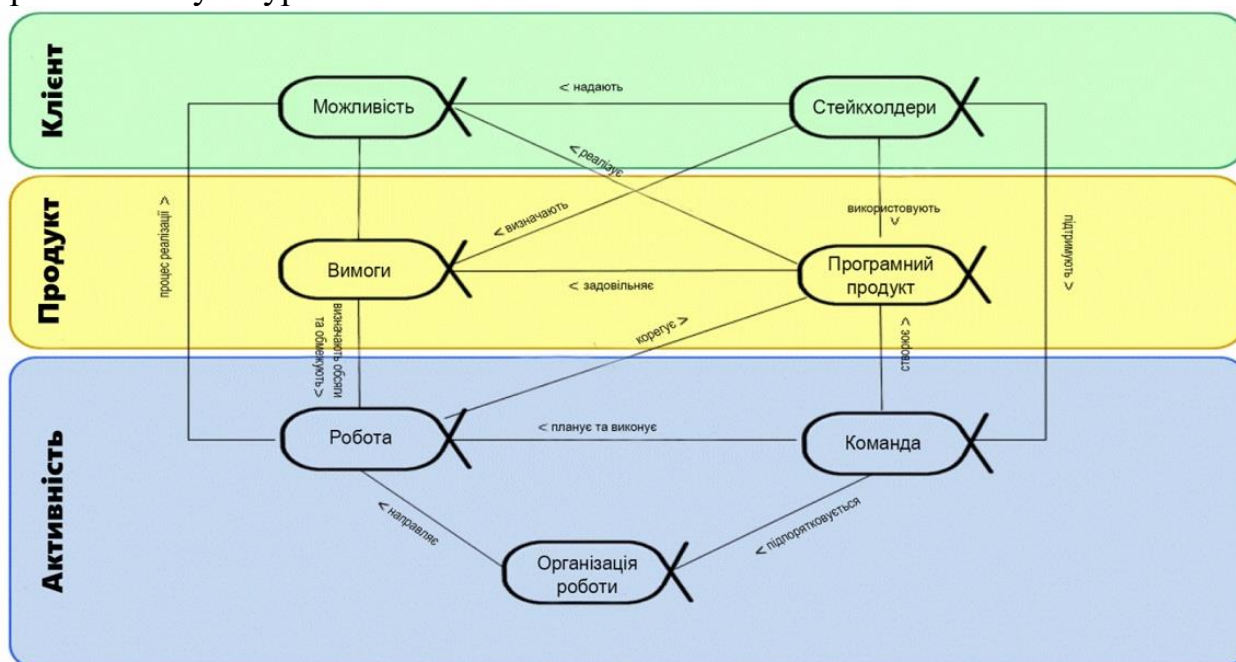 Клієнт
Можливість
< надають
Стейкхолдери
< реалізує
процес реалізації >
< визначають
використовують
>
підтримують >
Продукт
Вимоги
< задовільняє
Програмний
продукт
визначають обсяги
та обмежують >
корегує >
створює >
Активність
Робота
< планує та виконує
Команда
< направляє
< підпорятковується
Організація
роботи